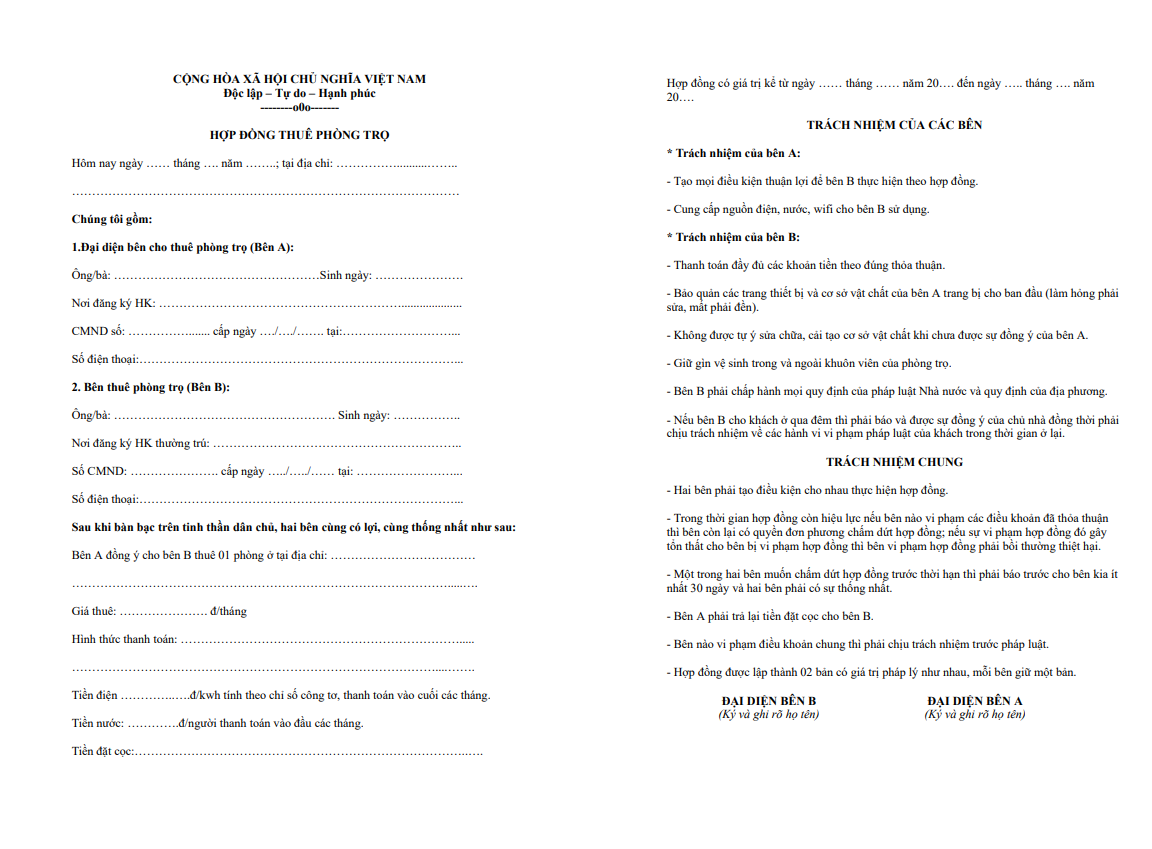 CỘNG HÒA XÃ HỘI CHỦ NGHĨA VIỆT NAM
Độc lập – Tự do – Hạnh phúc
--------o0o-------
HỢP ĐỒNG THUÊ PHÒNG TRỌ
Hôm nay ngày …… tháng …. năm ……..; tại địa chỉ: ……………...........……..
……………………………………………………………………………………
Chúng tôi gồm:
1.Đại diện bên cho thuê phòng trọ (Bên A):
Ông/bà: …………………………………………….Sinh ngày: ………………….
Nơi đăng ký HK: ……………………………………………………....................
CMND số: ……………....... cấp ngày …./…./……. tại:………………………...
Số điện thoại:……………………………………………………………………...
2. Bên thuê phòng trọ (Bên B):
Ông/bà: ………………………………………………. Sinh ngày: …………….
Nơi đăng ký HK thường trú: ……………………………………………………..
Số CMND: …………………. cấp ngày …../…../…… tại: ……………………...
Số điện thoại:……………………………………………………………………...
Sau khi bàn bạc trên tinh thần dân chủ, hai bên cùng có lợi, cùng thống nhất như sau:
Bên A đồng ý cho bên B thuê 01 phòng ở tại địa chỉ: ………………………………
………………………………………………………………………………….....….
Giá thuê: …………………. đ/tháng
Hình thức thanh toán: …………………………………………………………….....
………………………………………………………………………………...…….
Tiền điện …………..….đ/kwh tính theo chỉ số công tơ, thanh toán vào cuối các tháng.
Tiền nước: ………….đ/người thanh toán vào đầu các tháng.
Tiền đặt cọc:………………………………………………………………………..….
Hợp đồng có giá trị kể từ ngày …… tháng …… năm 20…. đến ngày ….. tháng …. năm
20….
TRÁCH NHIỆM CỦA CÁC BÊN
* Trách nhiệm của bên A:
- Tạo mọi điều kiện thuận lợi để bên B thực hiện theo hợp đồng.
- Cung cấp nguồn điện, nước, wifi cho bên B sử dụng.
* Trách nhiệm của bên B:
- Thanh toán đầy đủ các khoản tiền theo đúng thỏa thuận.
- Bảo quản các trang thiết bị và cơ sở vật chất của bên A trang bị cho ban đầu (làm hỏng phải
sửa, mất phải đền).
- Không được tự ý sửa chữa, cải tạo cơ sở vật chất khi chưa được sự đồng ý của bên A.
- Giữ gìn vệ sinh trong và ngoài khuôn viên của phòng trọ.
- Bên B phải chấp hành mọi quy định của pháp luật Nhà nước và quy định của địa phương.
- Nếu bên B cho khách ở qua đêm thì phải báo và được sự đồng ý của chủ nhà đồng thời phải
chịu trách nhiệm về các hành vi vi phạm pháp luật của khách trong thời gian ở lại.
TRÁCH NHIỆM CHUNG
- Hai bên phải tạo điều kiện cho nhau thực hiện hợp đồng.
- Trong thời gian hợp đồng còn hiệu lực nếu bên nào vi phạm các điều khoản đã thỏa thuận
thì bên còn lại có quyền đơn phương chấm dứt hợp đồng; nếu sự vi phạm hợp đồng đó gây
tổn thất cho bên bị vi phạm hợp đồng thì bên vi phạm hợp đồng phải bồi thường thiệt hại.
- Một trong hai bên muốn chấm dứt hợp đồng trước thời hạn thì phải báo trước cho bên kia ít
nhất 30 ngày và hai bên phải có sự thống nhất.
- Bên A phải trả lại tiền đặt cọc cho bên B.
- Bên nào vi phạm điều khoản chung thì phải chịu trách nhiệm trước pháp luật.
- Hợp đồng được lập thành 02 bản có giá trị pháp lý như nhau, mỗi bên giữ một bản.
ĐẠI DIỆN BÊN B ĐẠI DIỆN BÊN A
(Ký và ghi rõ họ tên) (Ký và ghi rõ họ tên)